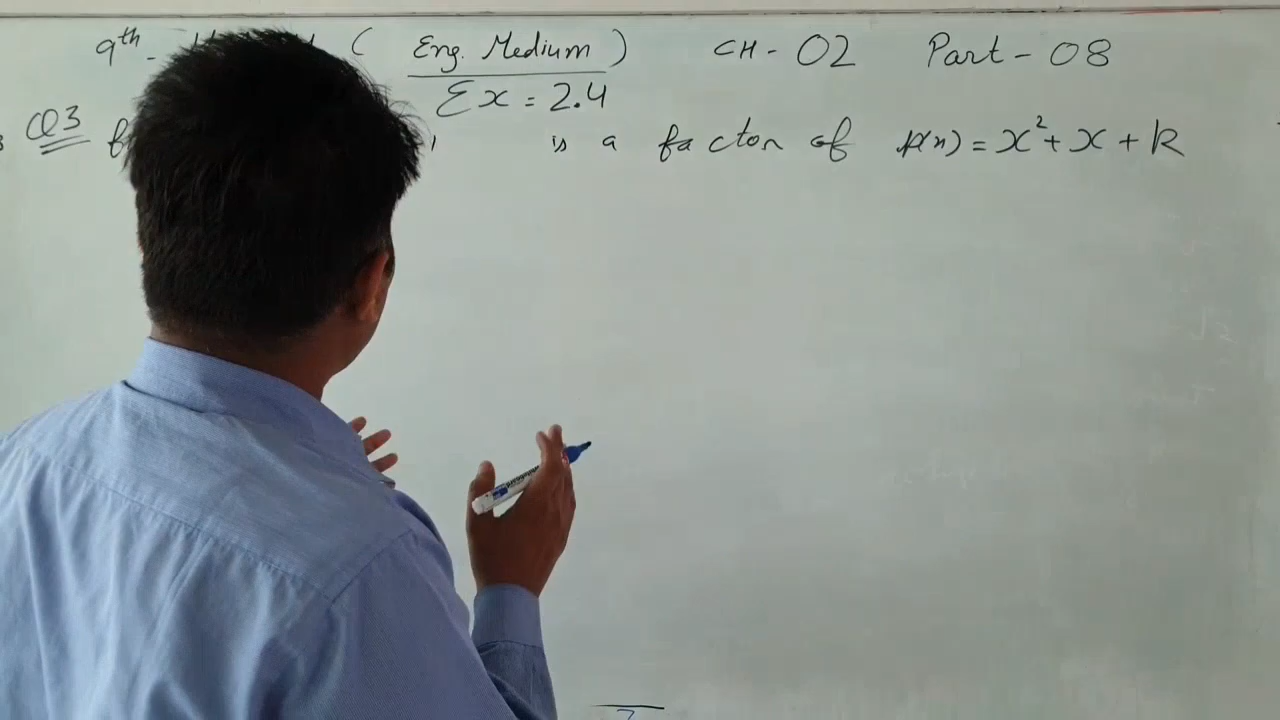 9th - ( Eng. Medium ) CH - 02 Part - 08
Ex = 2.4
Q3 is a factor of p(x) = x² + x + k